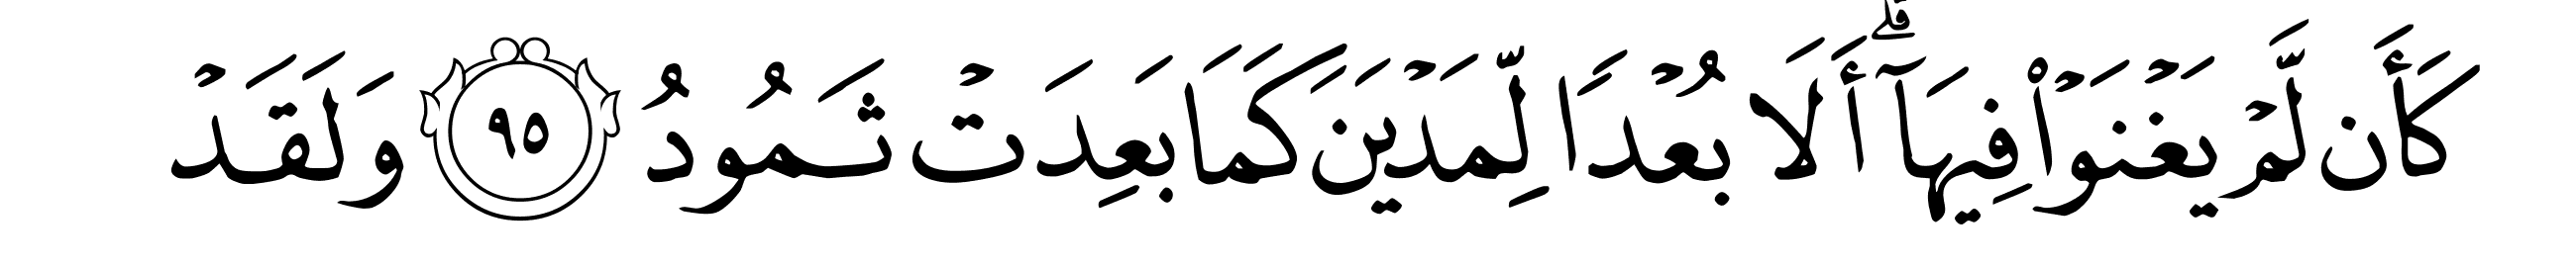 كَأَن لَّمْ يَغْنَوْا۟ فِيهَآ ۗ أَلَا بُعْدًا لِّمَدْيَنَ كَمَا بَعِدَتْ ثَمُودُ ٩٥ وَلَقَدْ